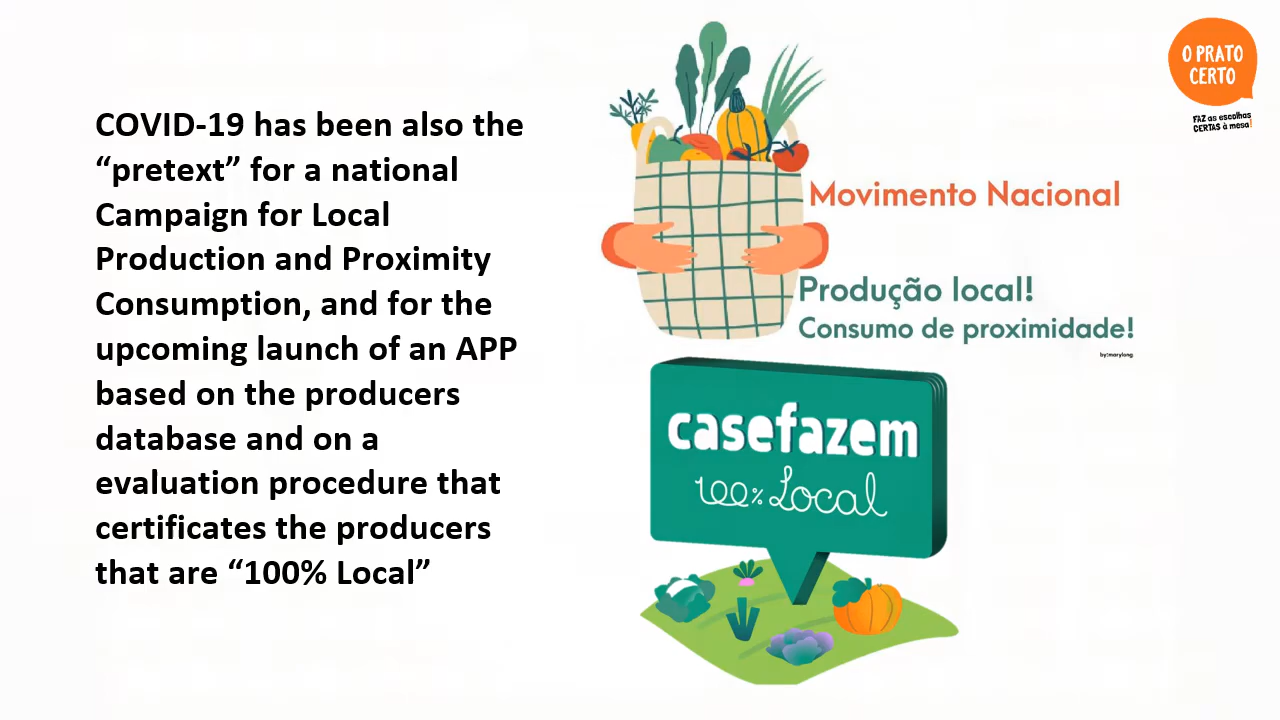 COVID-19 has been also the
“pretext” for a national
Campaign for Local
Production and Proximity
Consumption, and for the
upcoming launch of an APP
based on the producers
database and on a
evaluation procedure that
certificates the producers
that are “100% Local”
Movimento Nacional
Produção local!
Consumo de proximidade!
by:marylong
casefazem
100% Local
O PRATO
CERTO
FAZ as escolhas
CERTAS à mesa!